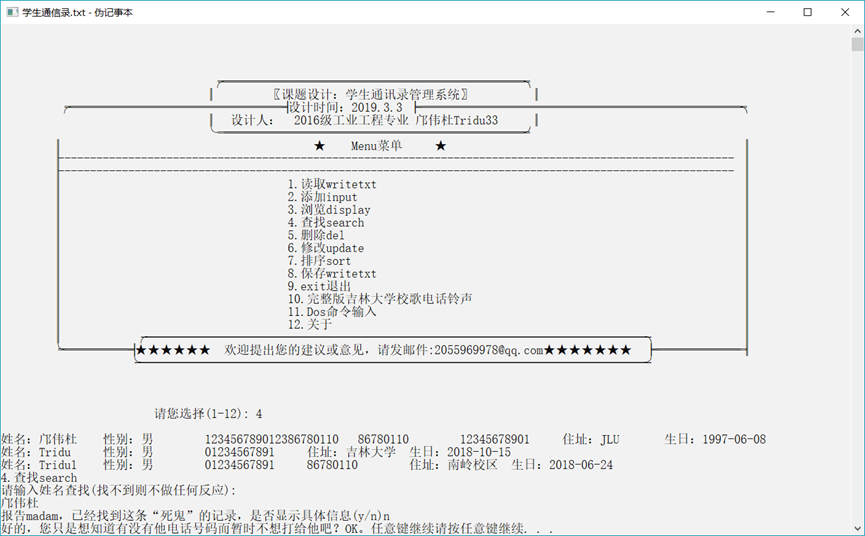 学生通信录.txt - 伪记事本
〖课题设计：学生通讯录管理系统〗
设计时间：2019.3.3
设计人： 2016级工业工程专业 邝伟杜Tridu33
★ Menu菜单 ★
1.读取writetxt
2.添加input
3.浏览display
4.查找search
5.删除del
6.修改update
7.排序sort
8.保存writetxt
9.exit退出
10.完整版吉林大学校歌电话铃声
11.Dos命令输入
12.关于
★★★★★★ 欢迎提出您的建议或意见，请发邮件:2055969978@qq.com★★★★★★★
请您选择(1-12): 4
姓名：邝伟杜 性别：男 123456789012386780110 86780110 12345678901 住址：JLU 生日：1997-06-08
姓名：Tridu 性别：男 01234567891 住址：吉林大学 生日：2018-10-15
姓名：Tridu1 性别：男 01234567891 86780110 住址：南岭校区 生日：2018-06-24
4.查找search
请输入姓名查找(找不到则不做任何反应):
邝伟杜
报告madam，已经找到这条“死鬼”的记录，是否显示具体信息(y/n)n
好的，您只是想知道有没有他电话号码而暂时不想打给他吧？OK。任意键继续请按任意键继续. . .